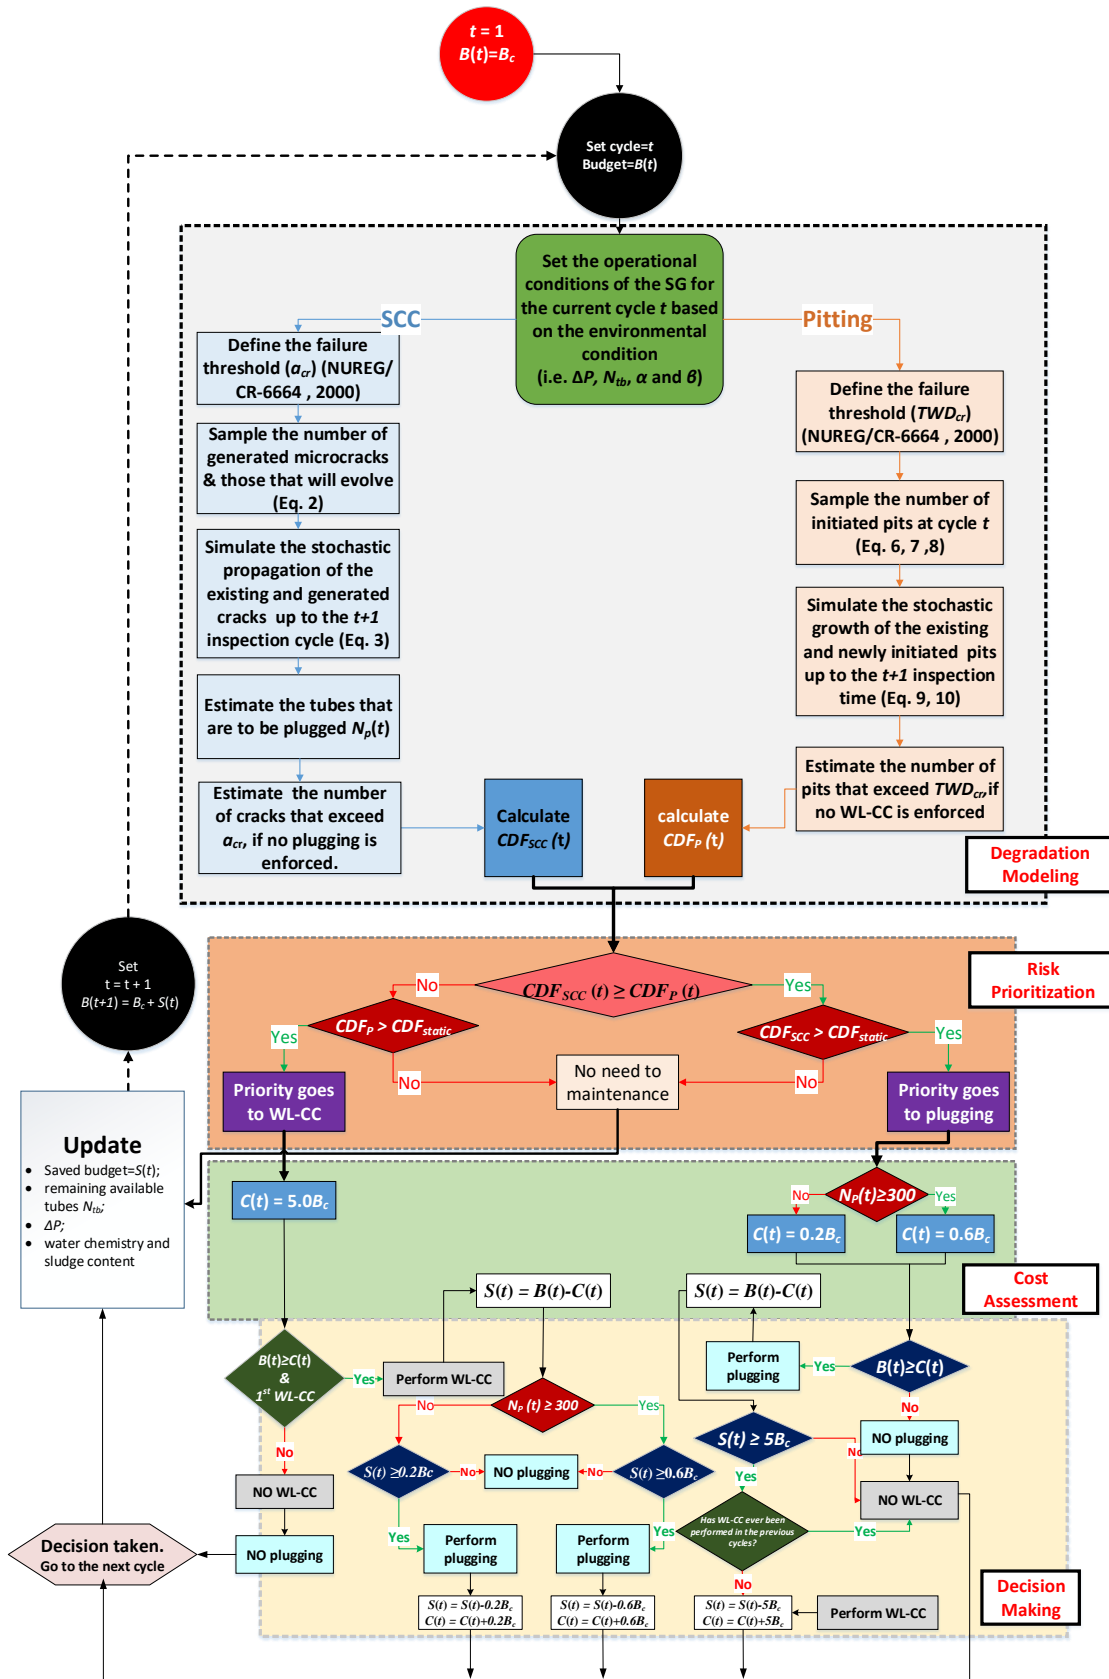 t = 1
B(t)=Bc
Set cycle=t
Budget=B(t)
Set the operational
conditions of the SG for
the current cycle t based
on the environmental
condition
(i.e. ΔP, Ntb, α and β)
SCC
Pitting
Define the failure
threshold (acr) (NUREG/
CR-6664 , 2000)
Sample the number of
generated microcracks
& those that will evolve
(Eq. 2)
Simulate the stochastic
propagation of the
existing and generated
cracks up to the t+1
inspection cycle (Eq. 3)
Estimate the tubes that
are to be plugged Np(t)
Estimate the number
of cracks that exceed
acr, if no plugging is
enforced.
Define the failure
threshold (TWDcr)
(NUREG/CR-6664 , 2000)
Sample the number of
initiated pits at cycle t
(Eq. 6, 7 ,8)
Simulate the stochastic
growth of the existing
and newly initiated pits
up to the t+1 inspection
time (Eq. 9, 10)
Estimate the number of
pits that exceed TWDcr,if
no WL-CC is enforced
Calculate
CDFSCC (t)
calculate
CDFP (t)
Degradation
Modeling
Set
t = t + 1
B(t+1) = Bc + S(t)
CDFSCC (t) ≥ CDFP (t)
No
Yes
CDFP > CDFstatic
CDFSCC > CDFstatic
Yes
No
No
Yes
No need to
maintenance
Priority goes
to WL-CC
Priority goes
to plugging
Risk
Prioritization
Update
• Saved budget=S(t);
• remaining available
tubes Ntb;
• ΔP;
• water chemistry and
sludge content
C(t) = 5.0Bc
NP(t)≥300
No
Yes
C(t) = 0.2Bc
C(t) = 0.6Bc
Cost
Assessment
S(t) = B(t)-C(t)
S(t) = B(t)-C(t)
B(t)≥C(t)
&
1st WL-CC
Yes
Perform WL-CC
Perform
plugging
Yes
B(t)≥C(t)
No
NP (t) ≥ 300
No
Yes
No
NO plugging
S(t) ≥ 5Bc
No
S(t) ≥0.2Bc
No
NO plugging
No
S(t) ≥0.6Bc
Yes
NO WL-CC
NO WL-CC
Has WL-CC ever been
performed in the previous
cycles?
Yes
Yes
Yes
Perform
plugging
Perform
plugging
NO plugging
Decision taken.
Go to the next cycle
No
S(t) = S(t)-0.2Bc
C(t) = C(t)+0.2Bc
S(t) = S(t)-0.6Bc
C(t) = C(t)+0.6Bc
S(t) = S(t)-5Bc
C(t) = C(t)+5Bc
Perform WL-CC
Decision
Making